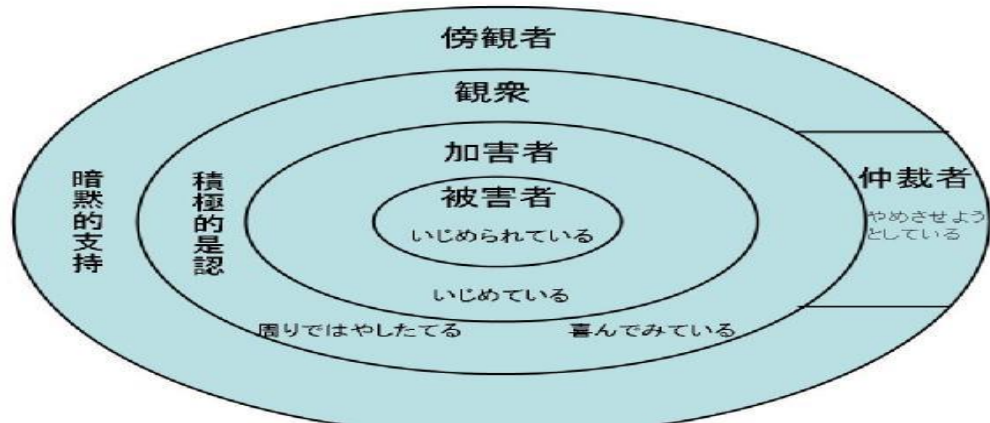 傍観者
観衆
加害者
被害者
いじめられている
いじめている
周りではやしたてる
喜んでみている
積極的是認
暗黙的支持
仲裁者
やめさせよう
としている